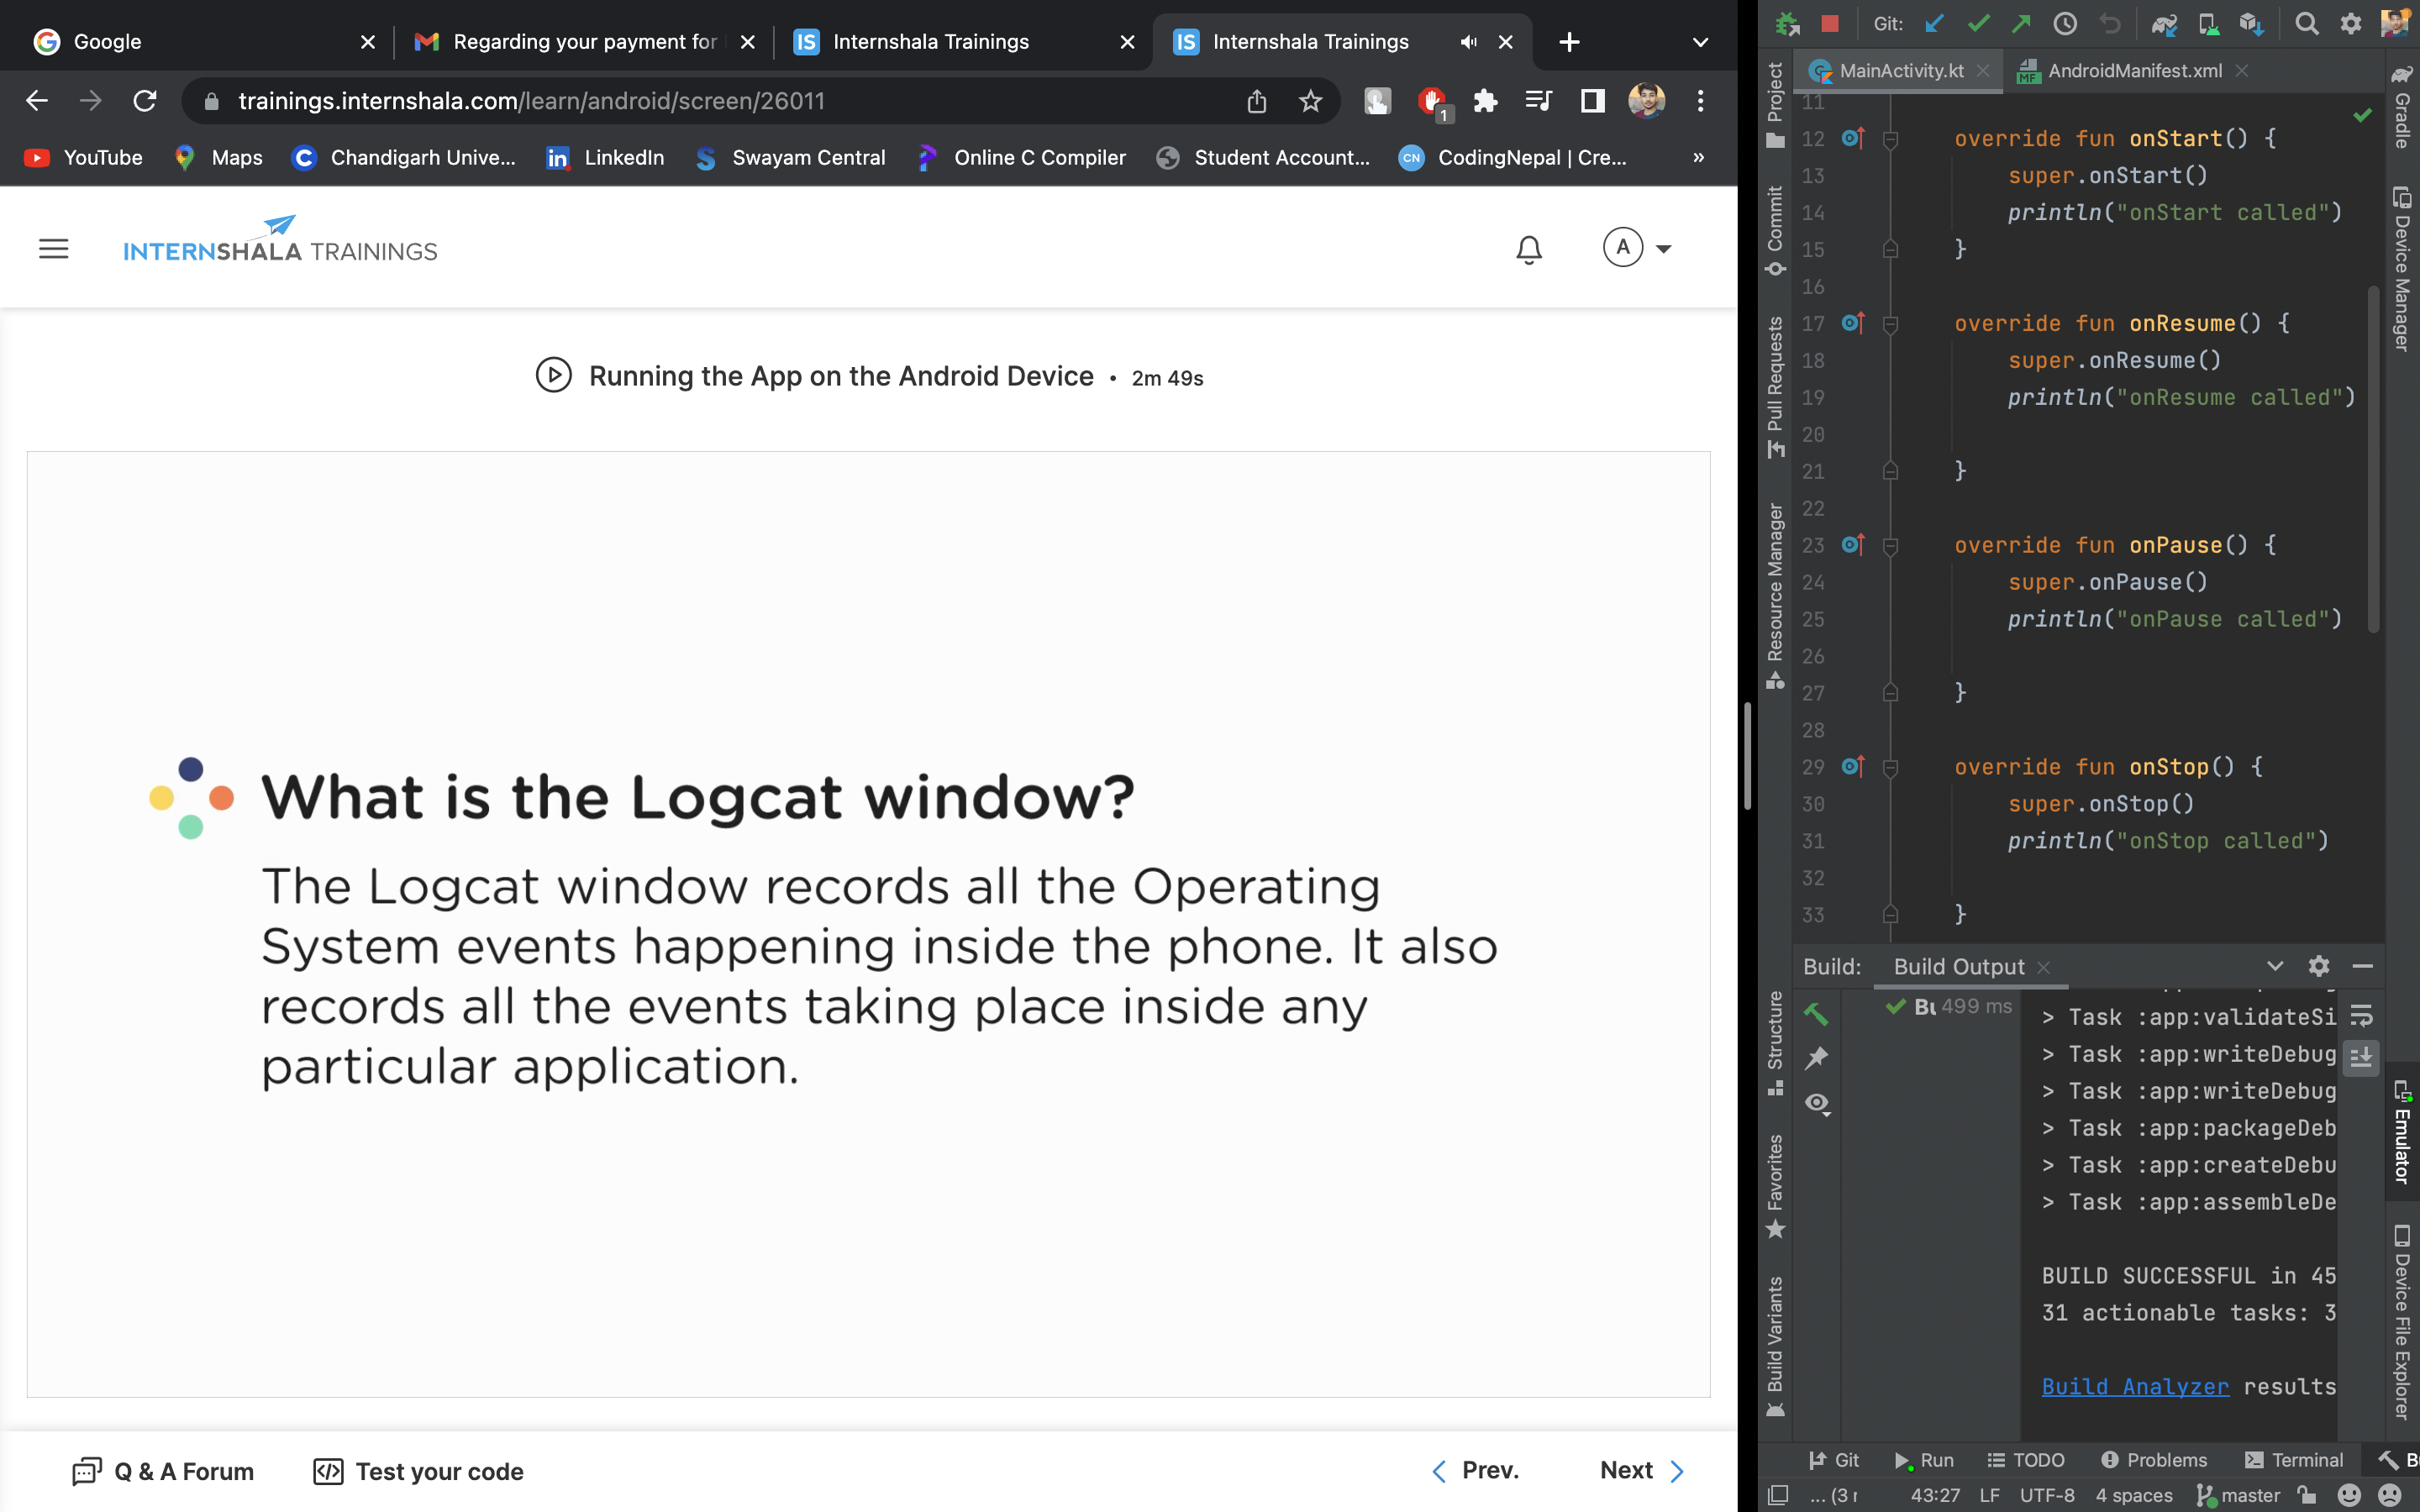 Google
Regarding your payment for
Internshala Trainings
Internshala Trainings
trainings.internshala.com/learn/android/screen/26011
1
YouTube
Maps
Chandigarh Unive...
LinkedIn
Swayam Central
Online C Compiler
Student Account...
CodingNepal | Cre...
»
INTERNSHALA TRAININGS
A
Running the App on the Android Device • 2m 49s
What is the Logcat window?
The Logcat window records all the Operating
System events happening inside the phone. It also
records all the events taking place inside any
particular application.
Q & A Forum
Test your code
Prev.
Next
Git:
MainActivity.kt
AndroidManifest.xml
Project
Commit
Pull Requests
Resource Manager
Structure
Favorites
Build Variants
11
12 override fun onStart() {
13 super.onStart()
14 println("onStart called")
15 }
16
17 override fun onResume() {
18 super.onResume()
19 println("onResume called")
20
21 }
22
23 override fun onPause() {
24 super.onPause()
25 println("onPause called")
26
27 }
28
29 override fun onStop() {
30 super.onStop()
31 println("onStop called")
32
33 }
Gradle
Device Manager
Emulator
Device File Explorer
Build: Build Output
499 ms
> Task :app:validateSi
> Task :app:writeDebug
> Task :app:writeDebug
> Task :app:packageDeb
> Task :app:createDebu
> Task :app:assembleDe
BUILD SUCCESSFUL in 45
31 actionable tasks: 3
Build Analyzer results
Git
Run
TODO
Problems
Terminal
43:27 LF UTF-8 4 spaces master